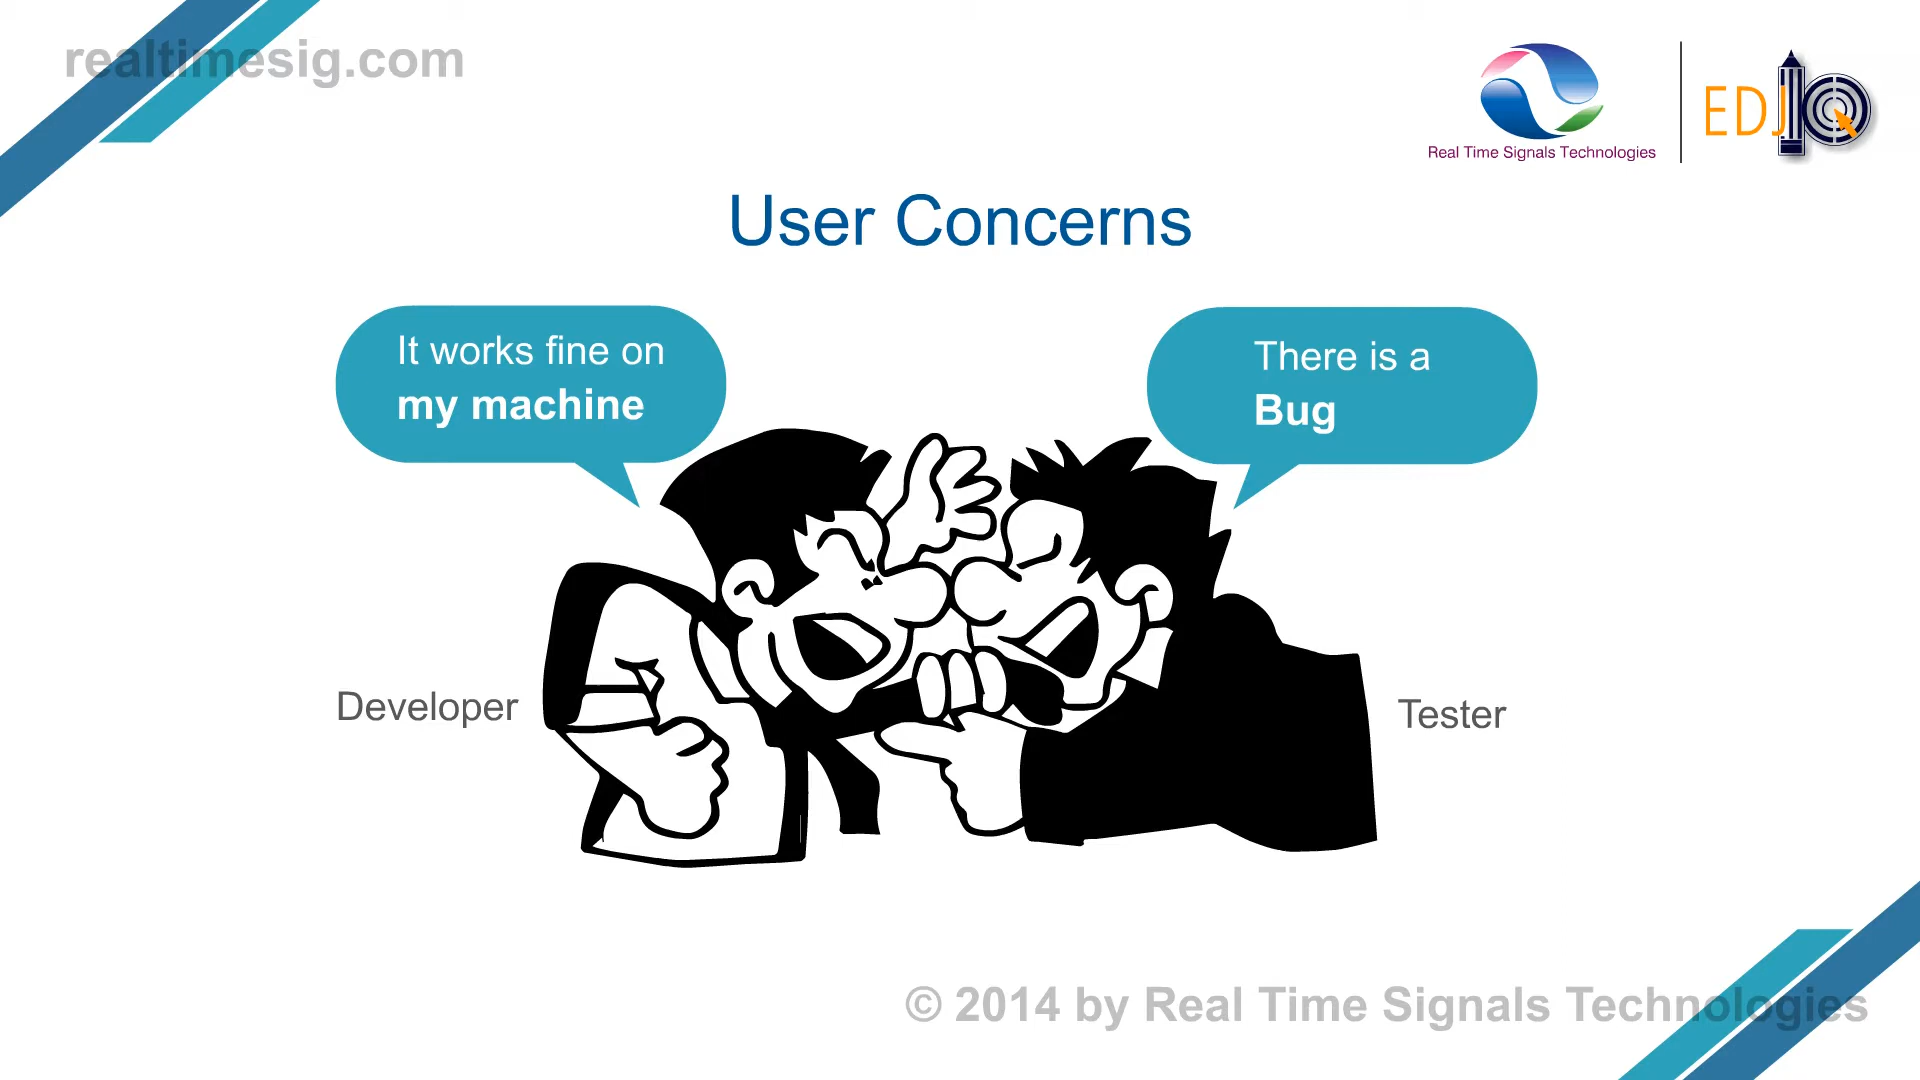 realtimesig.com
Real Time Signals Technologies
EDJIQ
User Concerns
It works fine on
my machine
There is a
Bug
Developer
Tester
© 2014 by Real Time Signals Technologies